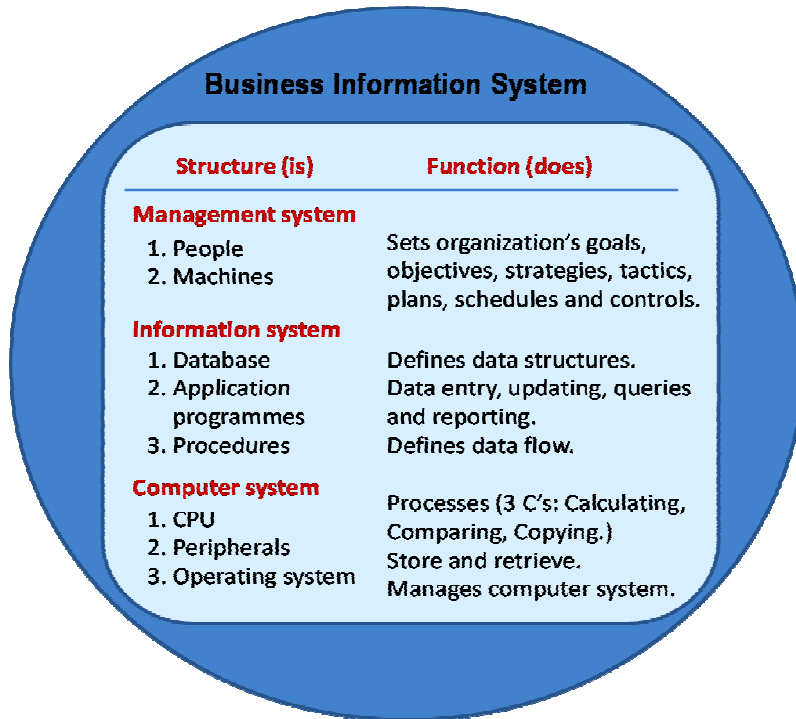 Business Information System
Structure (is) Function (does)
Management system
1. People
2. Machines
Sets organization's goals,
objectives, strategies, tactics,
plans, schedules and controls.
Information system
1. Database Defines data structures.
2. Application Data entry, updating, queries
programmes and reporting.
3. Procedures Defines data flow.
Computer system
Processes (3 C's: Calculating,
1. CPU Comparing, Copying.)
2. Peripherals Store and retrieve.
3. Operating system Manages computer system.